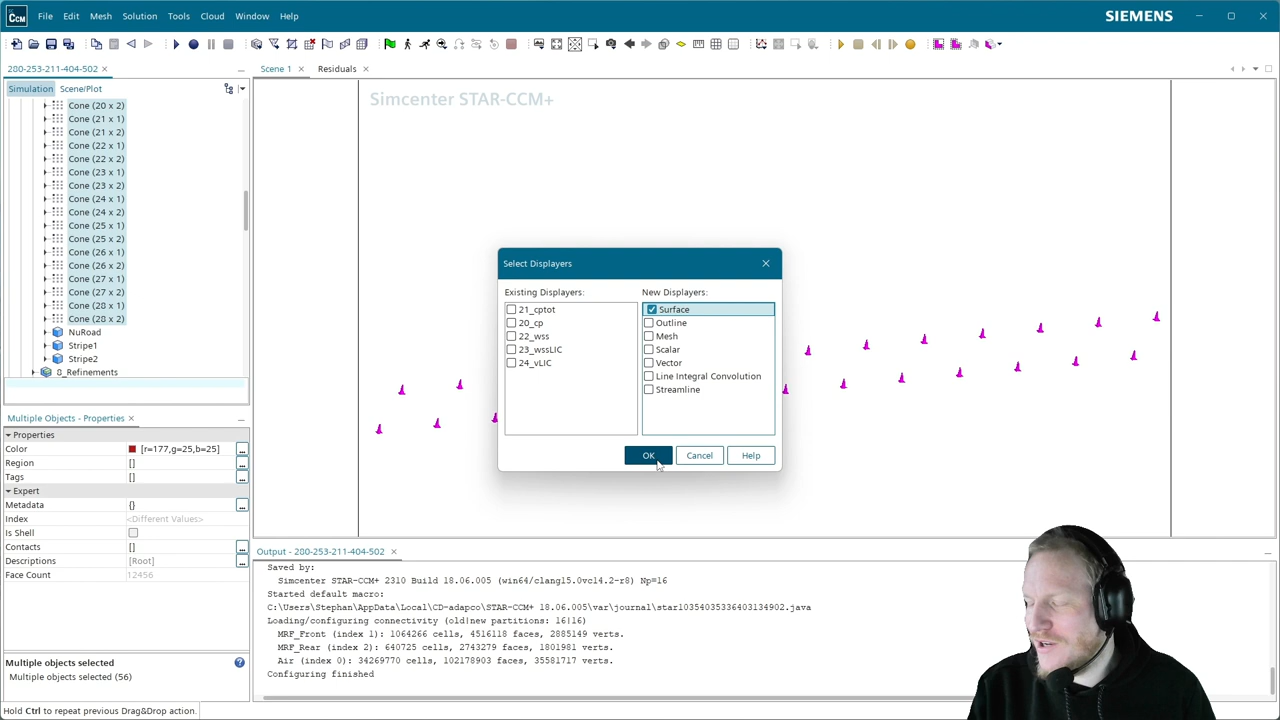 CCM File Edit Mesh Solution Tools Cloud Window Help SIEMENS
280-253-211-404-502 Scene 1 Residuals
Simulation Scene/Plot
Simcenter STAR-CCM+
Cone (20 x 2)
Cone (21 x 1)
Cone (21 x 2)
Cone (22 x 1)
Cone (22 x 2)
Cone (23 x 1)
Cone (23 x 2)
Cone (24 x 1)
Cone (24 x 2)
Cone (25 x 1)
Cone (25 x 2)
Cone (26 x 1)
Cone (26 x 2)
Cone (27 x 1)
Cone (27 x 2)
Cone (28 x 1)
Cone (28 x 2)
NuRoad
Stripe1
Stripe2
8_Refinements
Select Displayers
Existing Displayers: New Displayers:
21_cptot Surface
20_cp Outline
22_wss Mesh
23_wssLIC Scalar
24_vLIC Vector
Line Integral Convolution
Streamline
OK Cancel Help
Multiple Objects - Properties
Properties
Color [r=177,g=25,b=25] ...
Region [] ...
Tags [] ...
Expert
Metadata {} ...
Index <Different Values>
Is Shell
Contacts [] ...
Descriptions [Root] ...
Face Count 12456
Multiple objects selected
Multiple objects selected (56)
Hold Ctrl to repeat previous Drag&Drop action.
Output - 280-253-211-404-502
Saved by:
Simcenter STAR-CCM+ 2310 Build 18.06.005 (win64/clang15.0vc14.2-r8) Np=16
Started default macro:
C:\Users\Stephan\AppData\Local\CD-adapco\STAR-CCM+ 18.06.005\var\journal\star10354035336403134902.java
Loading/configuring connectivity (old|new partitions: 16|16)
MRF_Front (index 1): 1064266 cells, 4516118 faces, 2885149 verts.
MRF_Rear (index 2): 640725 cells, 2743279 faces, 1801981 verts.
Air (index 0): 34269770 cells, 102178903 faces, 35581717 verts.
Configuring finished